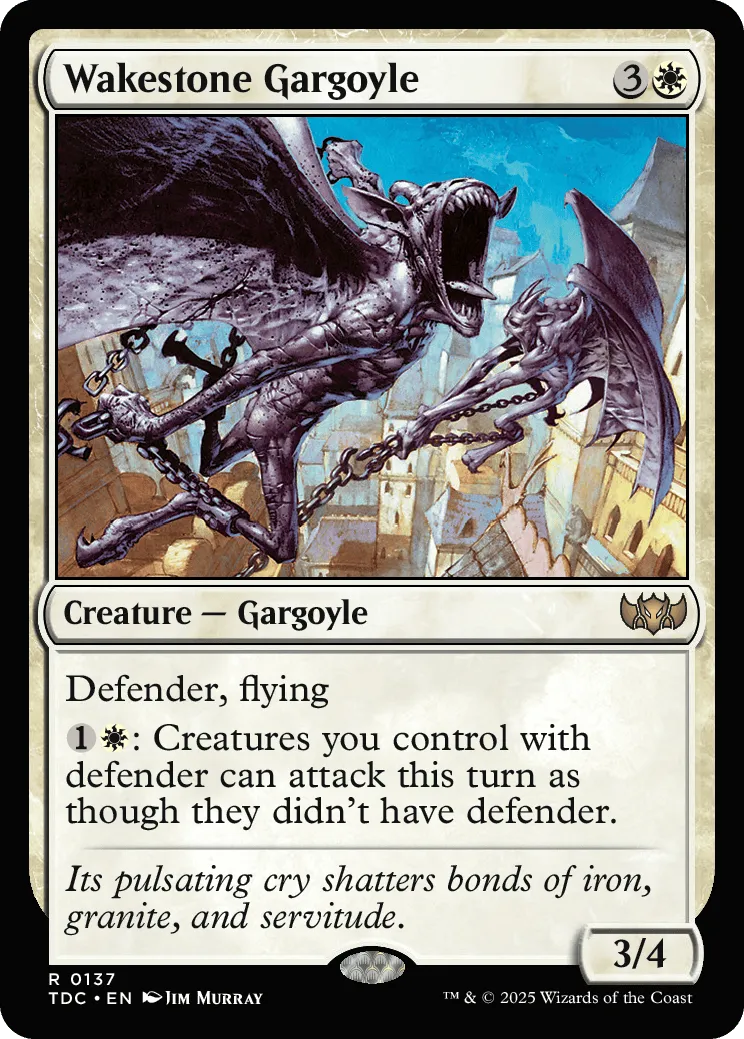 Wakestone Gargoyle 3
Creature — Gargoyle
Defender, flying
1: Creatures you control with
defender can attack this turn as
though they didn't have defender.
Its pulsating cry shatters bonds of iron,
granite, and servitude.
3/4
R 0137
TDC • EN Jim Murray
™ & © 2025 Wizards of the Coast